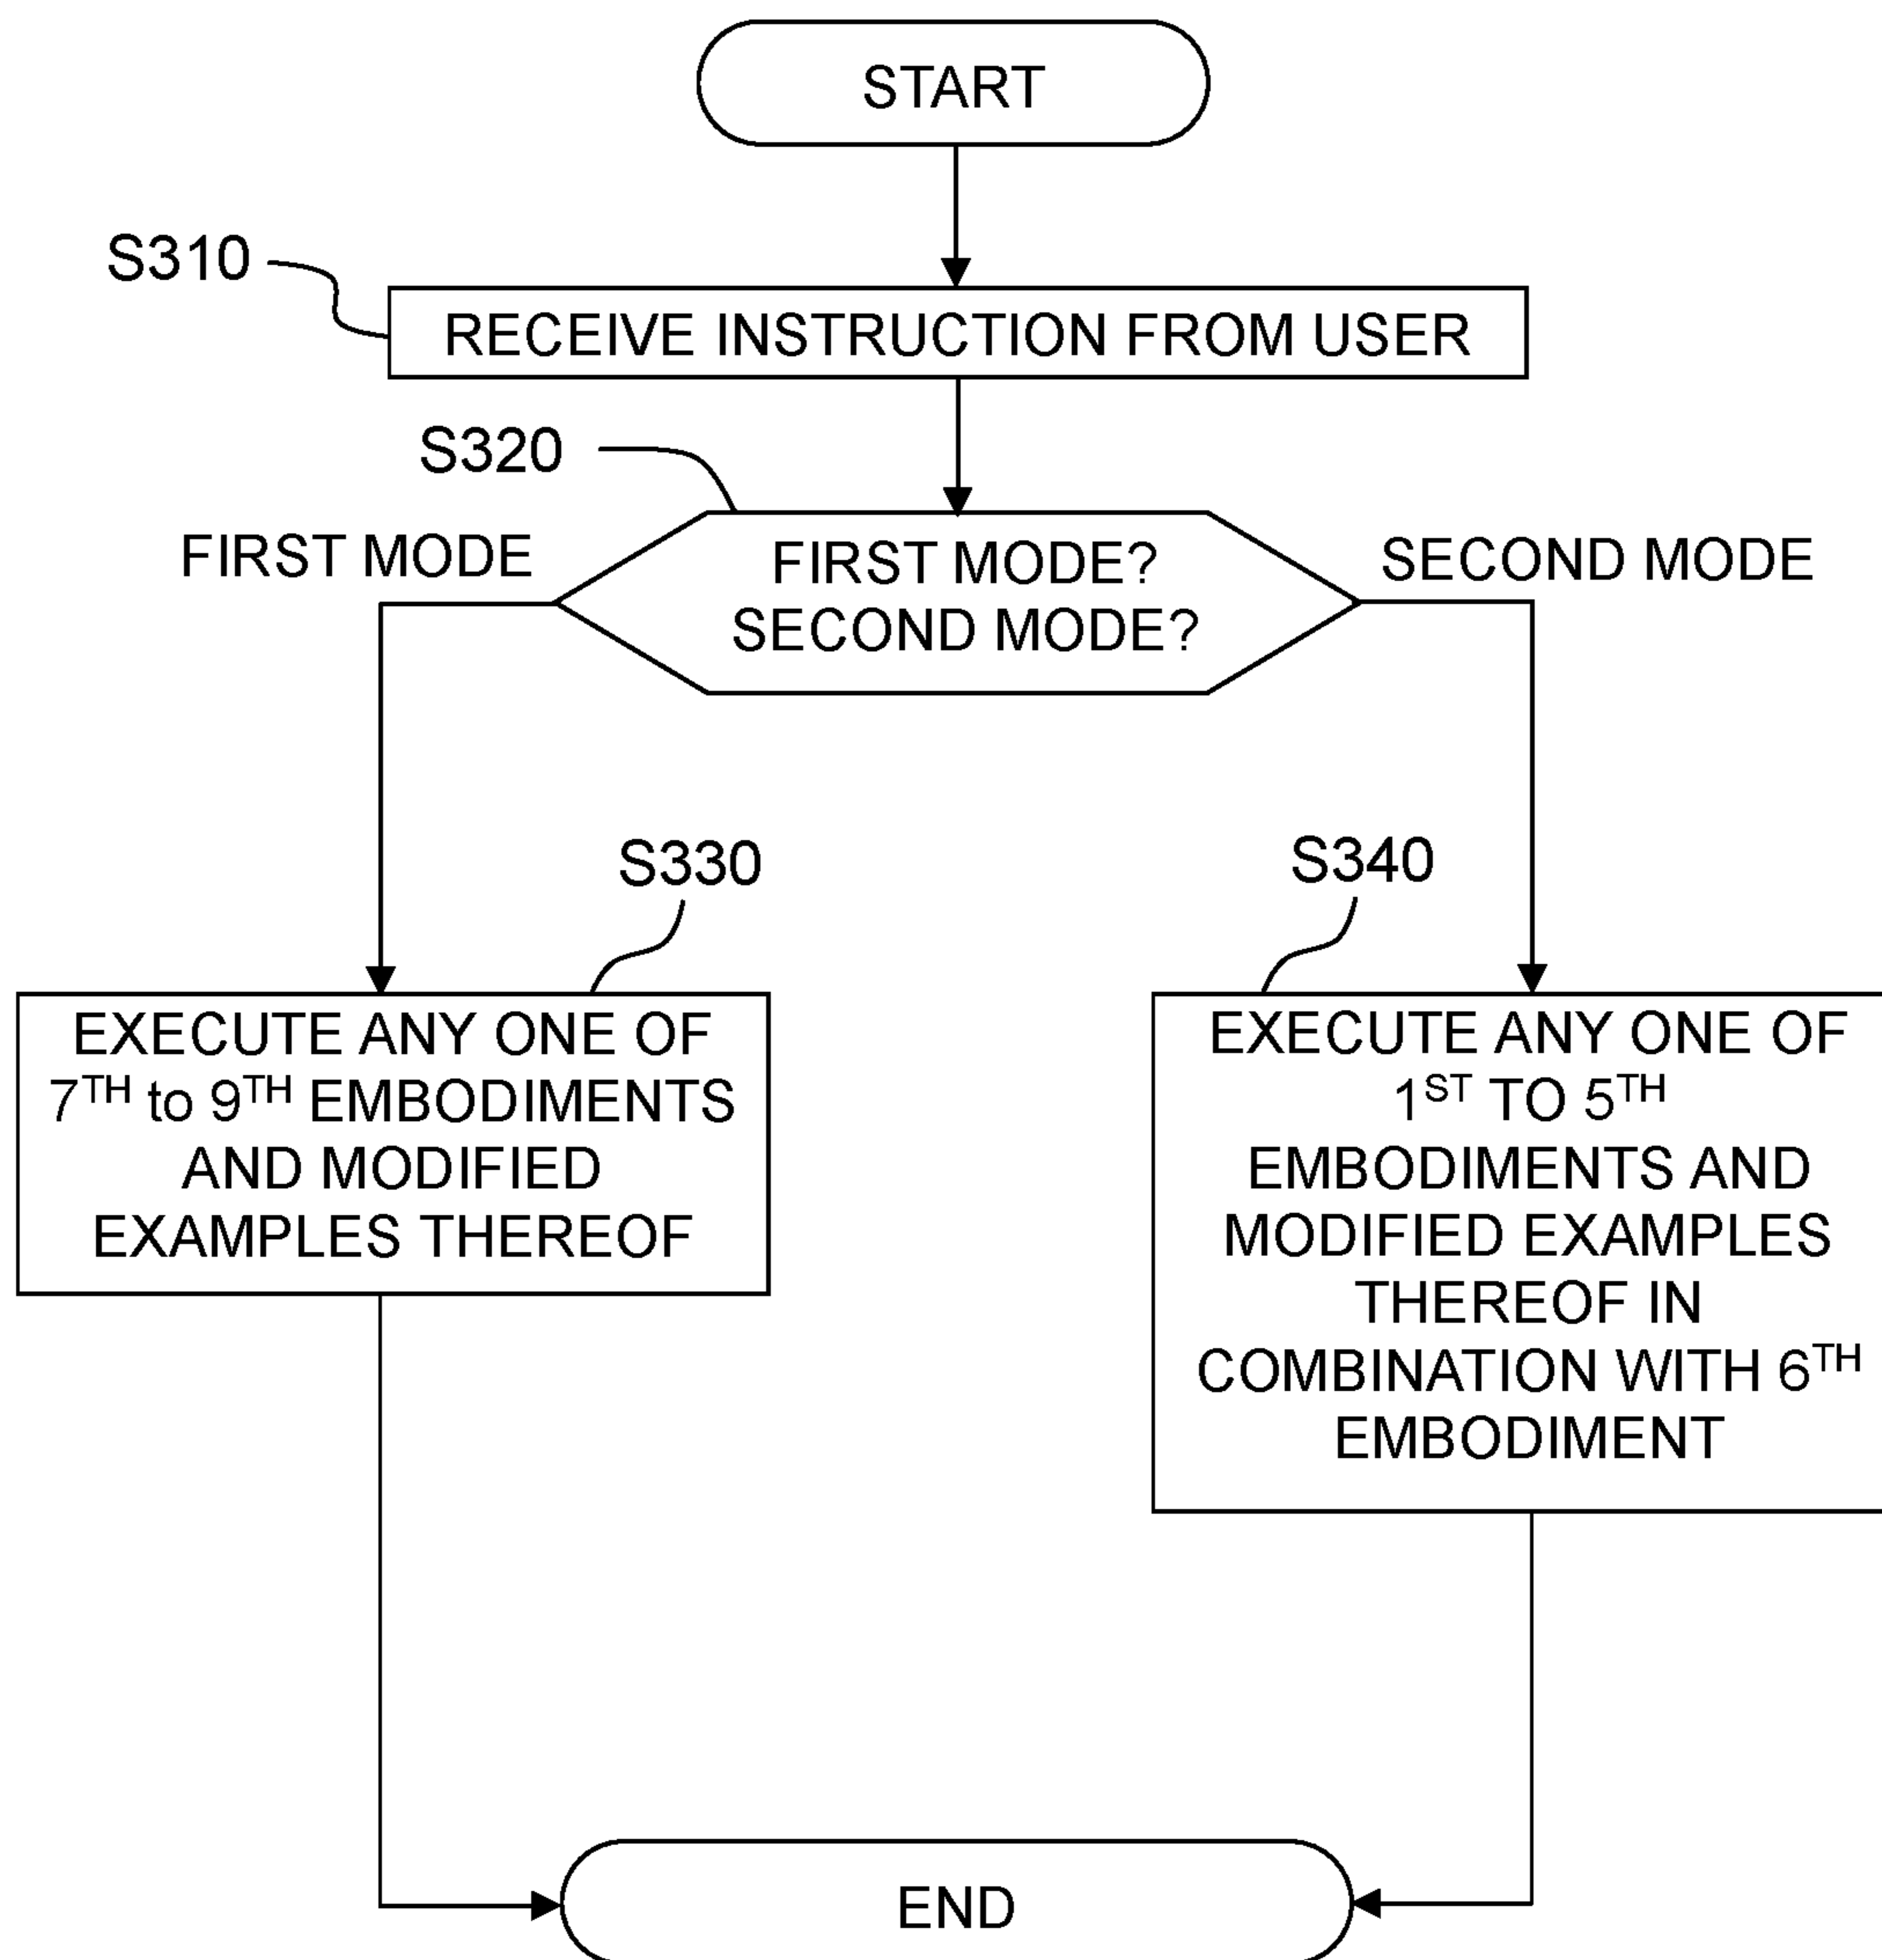 START
S310
RECEIVE INSTRUCTION FROM USER
S320
FIRST MODE
FIRST MODE?
SECOND MODE?
SECOND MODE
S330
EXECUTE ANY ONE OF
7TH to 9TH EMBODIMENTS
AND MODIFIED
EXAMPLES THEREOF
S340
EXECUTE ANY ONE OF
1ST TO 5TH
EMBODIMENTS AND
MODIFIED EXAMPLES
THEREOF IN
COMBINATION WITH 6TH
EMBODIMENT
END